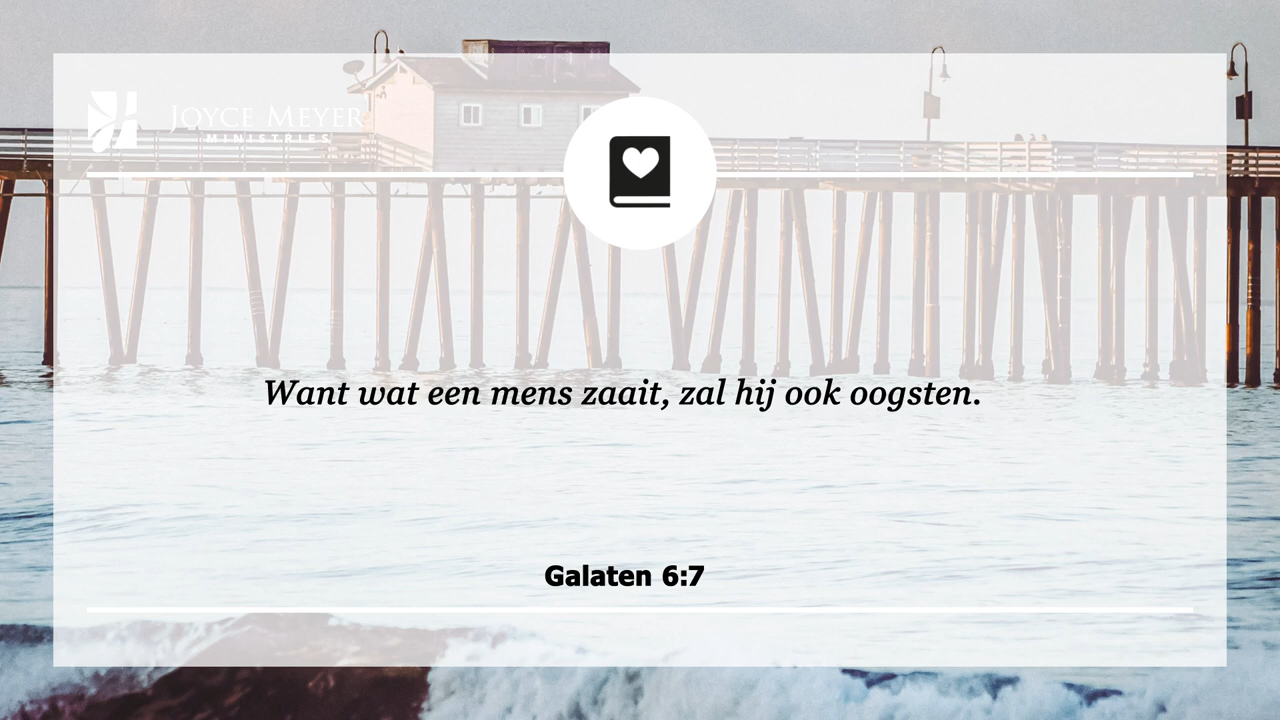 JOYCE MEYER
MINISTRIES
Want wat een mens zaait, zal hij ook oogsten.
Galaten 6:7